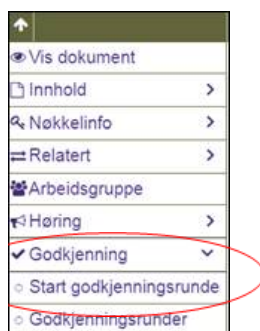 Vis dokument
Innhold
Nøkkelinfo
Relatert
Arbeidsgruppe
Høring
Godkjenning
Start godkjenningsrunde
Godkjenningsrunder